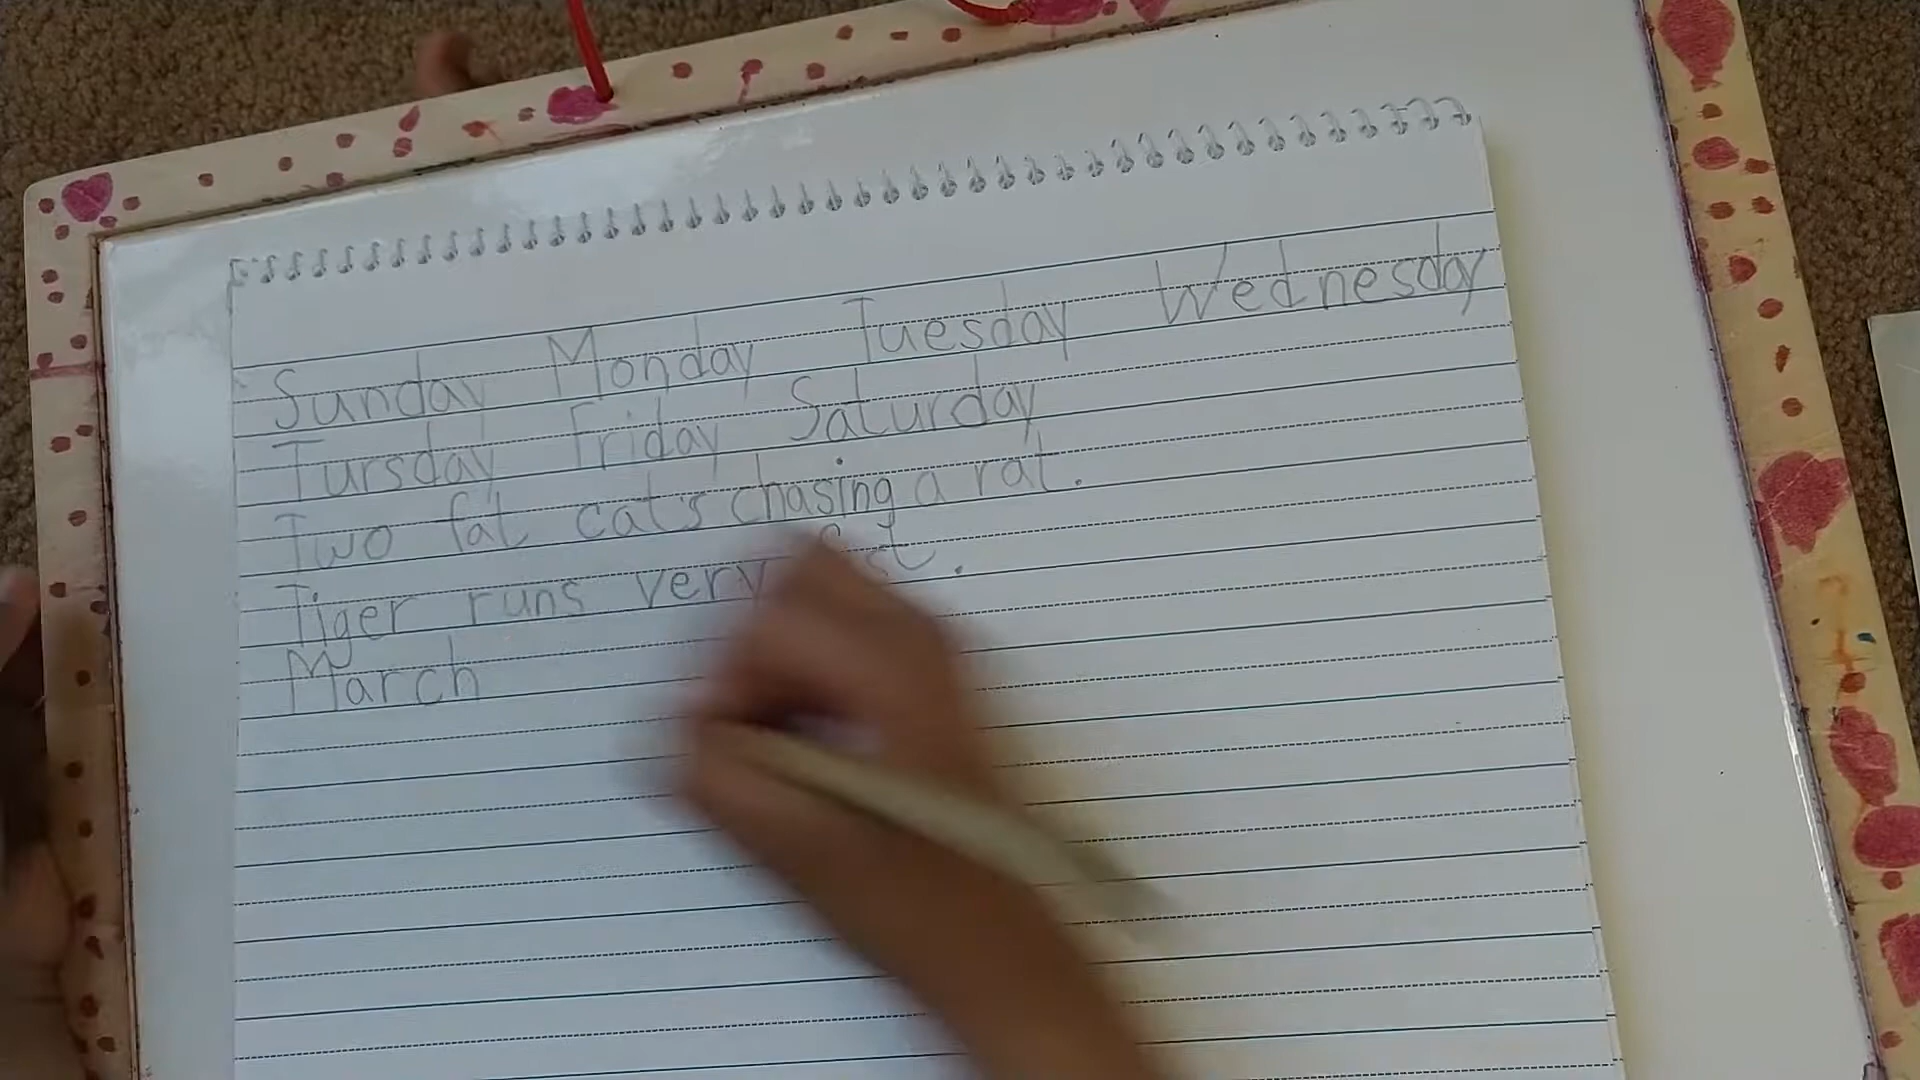 Sunday Monday Tuesday Wednesday
Tursday Friday Saturday
Two fat cats chasing a rat.
Tiger runs very
March